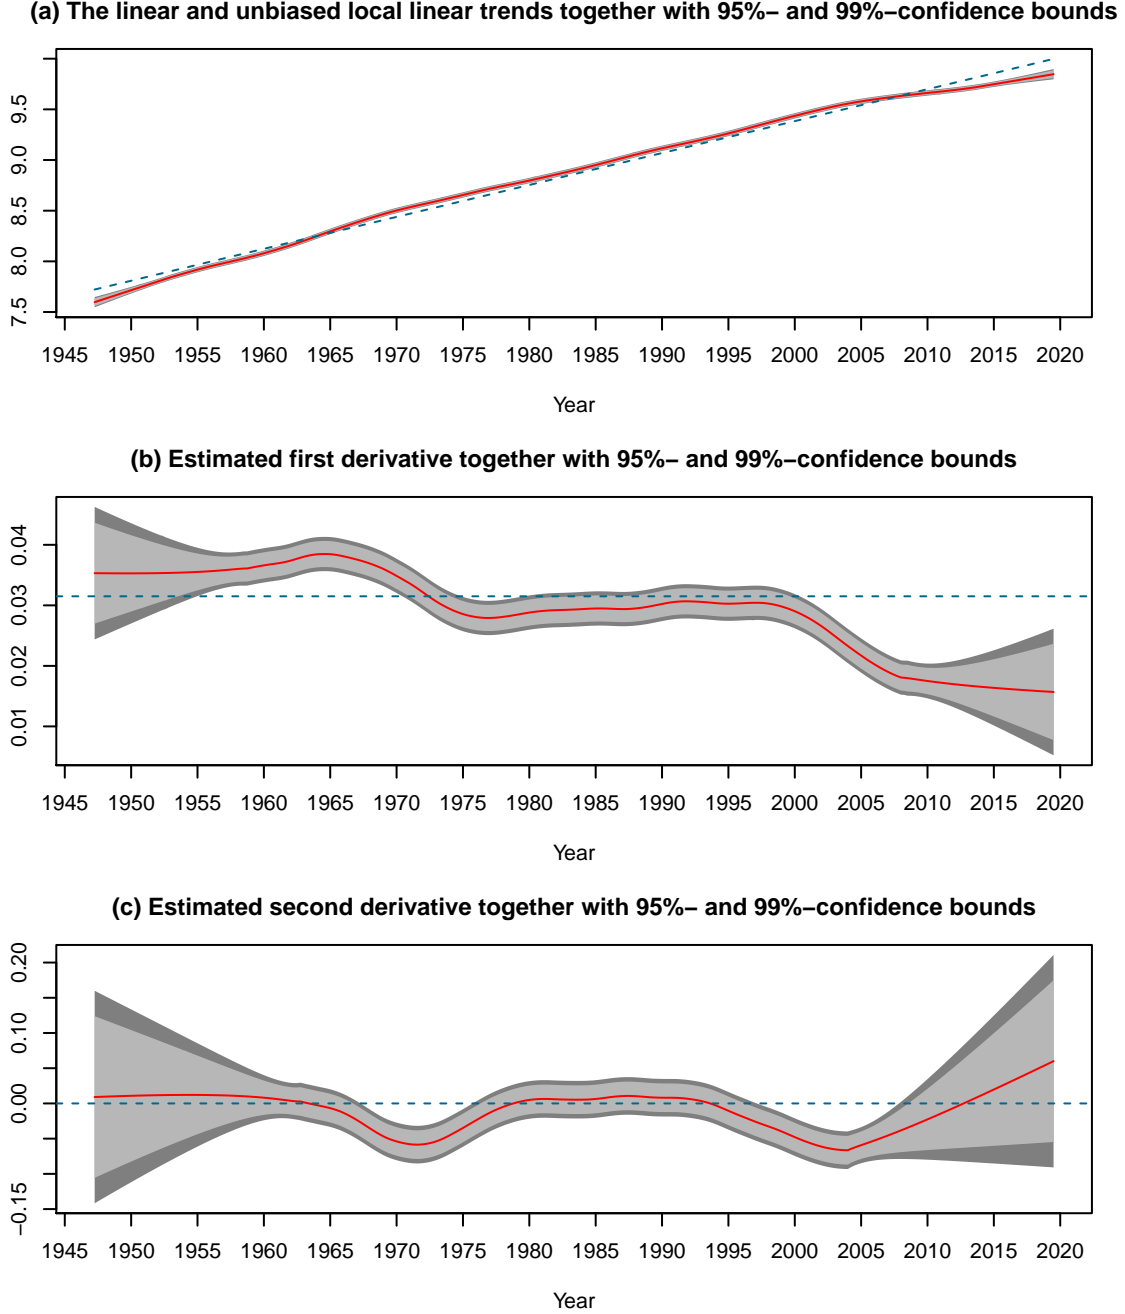 (a) The linear and unbiased local linear trends together with 95%− and 99%−confidence bounds
9.5
9.0
8.5
8.0
7.5
1945 1950 1955 1960 1965 1970 1975 1980 1985 1990 1995 2000 2005 2010 2015 2020
Year
(b) Estimated first derivative together with 95%− and 99%−confidence bounds
0.04
0.03
0.02
0.01
1945 1950 1955 1960 1965 1970 1975 1980 1985 1990 1995 2000 2005 2010 2015 2020
Year
(c) Estimated second derivative together with 95%− and 99%−confidence bounds
0.20
0.10
0.00
−0.15
1945 1950 1955 1960 1965 1970 1975 1980 1985 1990 1995 2000 2005 2010 2015 2020
Year